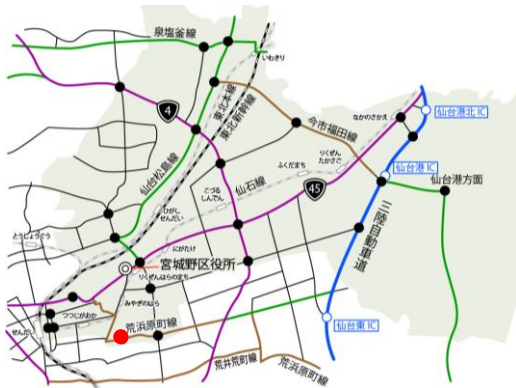 泉塩釜線
いわきり
4
東北本線
東北新幹線
なかのさかえ
仙台港北IC
今市福田線
仙台松島線
りくぜん
たかさご
ふくだまち
仙台港IC
仙台港方面
こづる
しんでん
仙石線
45
ひがし
せんだい
とうしょうぐう
三陸自動車道
にがたけ
宮城野区役所
りくぜんはらのまち
みやぎのはら
つつじがおか
せんだい
荒浜原町線
仙台東IC
荒井荒町線
荒浜原町線